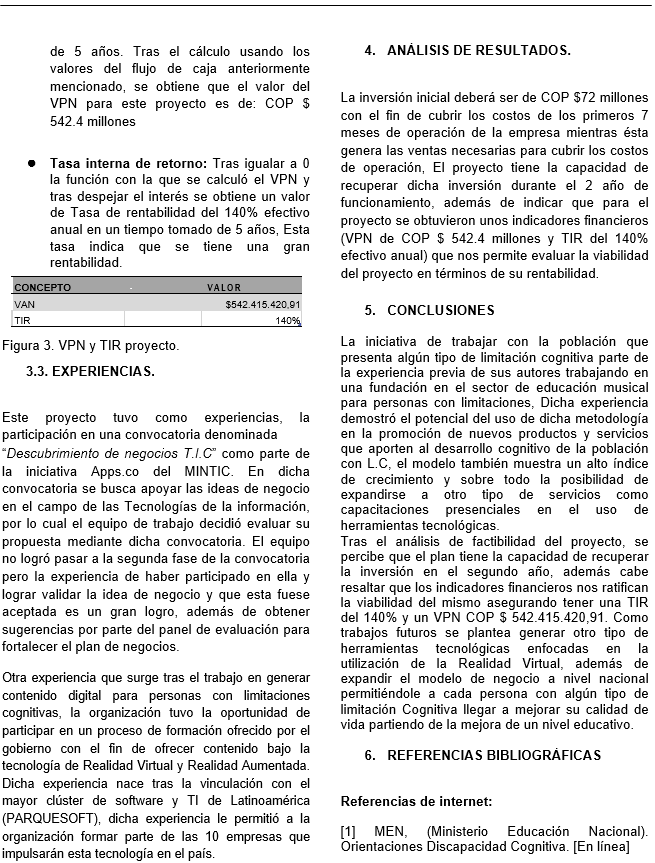 de 5 años. Tras el cálculo usando los
valores del flujo de caja anteriormente
mencionado, se obtiene que el valor del
VPN para este proyecto es de: COP $
542.4 millones
● Tasa interna de retorno: Tras igualar a 0
la función con la que se calculó el VPN y
tras despejar el interés se obtiene un valor
de Tasa de rentabilidad del 140% efectivo
anual en un tiempo tomado de 5 años, Esta
tasa indica que se tiene una gran
rentabilidad.
CONCEPTO - VALOR
VAN $542.415.420,91
TIR 140%
Figura 3. VPN y TIR proyecto.
3.3. EXPERIENCIAS.
Este proyecto tuvo como experiencias, la
participación en una convocatoria denominada
“Descubrimiento de negocios T.I.C” como parte de
la iniciativa Apps.co del MINTIC. En dicha
convocatoria se busca apoyar las ideas de negocio
en el campo de las Tecnologías de la información,
por lo cual el equipo de trabajo decidió evaluar su
propuesta mediante dicha convocatoria. El equipo
no logró pasar a la segunda fase de la convocatoria
pero la experiencia de haber participado en ella y
lograr validar la idea de negocio y que esta fuese
aceptada es un gran logro, además de obtener
sugerencias por parte del panel de evaluación para
fortalecer el plan de negocios.
Otra experiencia que surge tras el trabajo en generar
contenido digital para personas con limitaciones
cognitivas, la organización tuvo la oportunidad de
participar en un proceso de formación ofrecido por el
gobierno con el fin de ofrecer contenido bajo la
tecnología de Realidad Virtual y Realidad Aumentada.
Dicha experiencia nace tras la vinculación con el
mayor clúster de software y TI de Latinoamérica
(PARQUESOFT), dicha experiencia le permitió a la
organización formar parte de las 10 empresas que
impulsarán esta tecnología en el país.
4. ANÁLISIS DE RESULTADOS.
La inversión inicial deberá ser de COP $72 millones
con el fin de cubrir los costos de los primeros 7
meses de operación de la empresa mientras ésta
genera las ventas necesarias para cubrir los costos
de operación, El proyecto tiene la capacidad de
recuperar dicha inversión durante el 2 año de
funcionamiento, además de indicar que para el
proyecto se obtuvieron unos indicadores financieros
(VPN de COP $ 542.4 millones y TIR del 140%
efectivo anual) que nos permite evaluar la viabilidad
del proyecto en términos de su rentabilidad.
5. CONCLUSIONES
La iniciativa de trabajar con la población que
presenta algún tipo de limitación cognitiva parte de
la experiencia previa de sus autores trabajando en
una fundación en el sector de educación musical
para personas con limitaciones, Dicha experiencia
demostró el potencial del uso de dicha metodología
en la promoción de nuevos productos y servicios
que aporten al desarrollo cognitivo de la población
con L.C, el modelo también muestra un alto índice
de crecimiento y sobre todo la posibilidad de
expandirse a otro tipo de servicios como
capacitaciones presenciales en el uso de
herramientas tecnológicas.
Tras el análisis de factibilidad del proyecto, se
percibe que el plan tiene la capacidad de recuperar
la inversión en el segundo año, además cabe
resaltar que los indicadores financieros nos ratifican
la viabilidad del mismo asegurando tener una TIR
del 140% y un VPN COP $ 542.415.420,91. Como
trabajos futuros se plantea generar otro tipo de
herramientas tecnológicas enfocadas en la
utilización de la Realidad Virtual, además de
expandir el modelo de negocio a nivel nacional
permitiéndole a cada persona con algún tipo de
limitación Cognitiva llegar a mejorar su calidad de
vida partiendo de la mejora de un nivel educativo.
6. REFERENCIAS BIBLIOGRÁFICAS
Referencias de internet:
[1] MEN, (Ministerio Educación Nacional).
Orientaciones Discapacidad Cognitiva. [En línea]